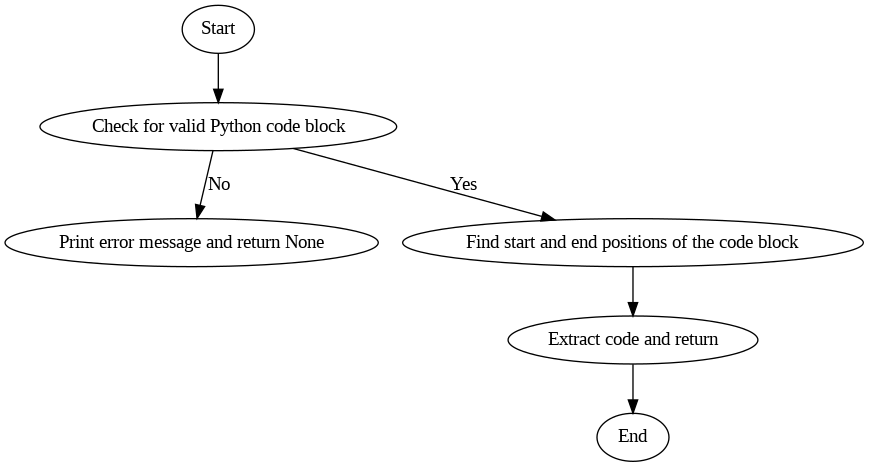 Start
Check for valid Python code block
No
Yes
Print error message and return None
Find start and end positions of the code block
Extract code and return
End